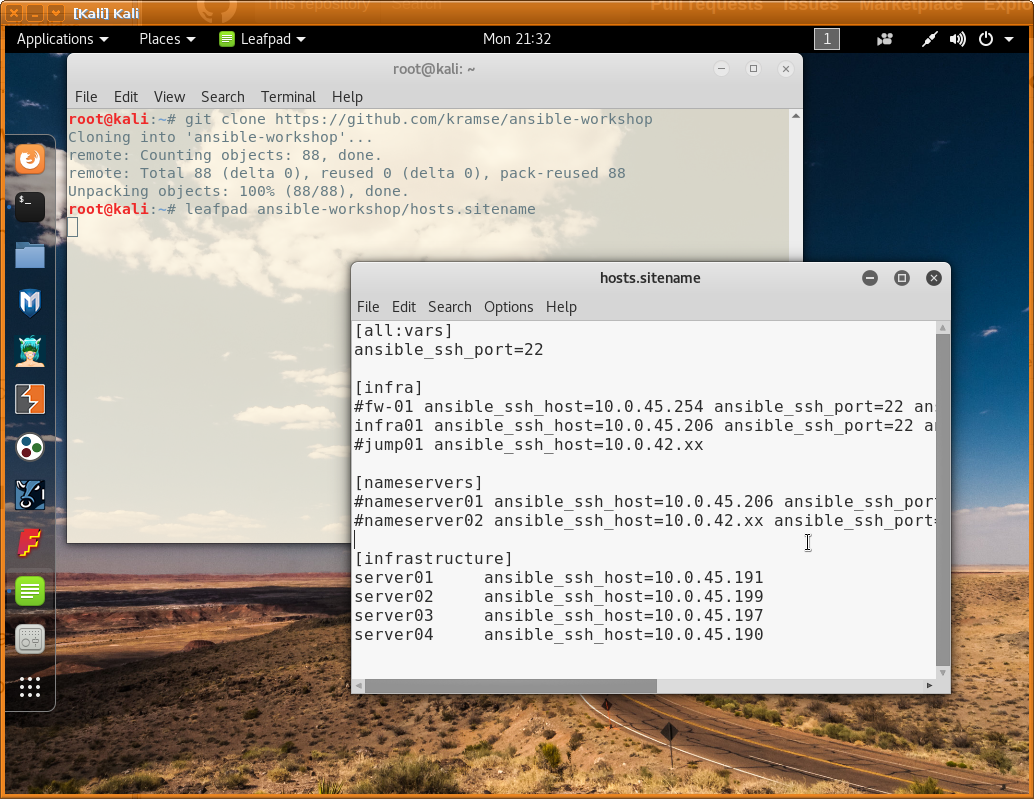 This repository Search Pull requests Issues Marketplace Explo
[Kali] Kali
Applications Places Leafpad Mon 21:32 1
root@kali: ~
File Edit View Search Terminal Help
root@kali:~# git clone https://github.com/kramse/ansible-workshop
Cloning into 'ansible-workshop'...
remote: Counting objects: 88, done.
remote: Total 88 (delta 0), reused 0 (delta 0), pack-reused 88
Unpacking objects: 100% (88/88), done.
root@kali:~# leafpad ansible-workshop/hosts.sitename
hosts.sitename
File Edit Search Options Help
[all:vars]
ansible_ssh_port=22
[infra]
#fw-01 ansible_ssh_host=10.0.45.254 ansible_ssh_port=22 an
infra01 ansible_ssh_host=10.0.45.206 ansible_ssh_port=22 a
#jump01 ansible_ssh_host=10.0.42.xx
[nameservers]
#nameserver01 ansible_ssh_host=10.0.45.206 ansible_ssh_por
#nameserver02 ansible_ssh_host=10.0.42.xx ansible_ssh_port=
[infrastructure]
server01 ansible_ssh_host=10.0.45.191
server02 ansible_ssh_host=10.0.45.199
server03 ansible_ssh_host=10.0.45.197
server04 ansible_ssh_host=10.0.45.190